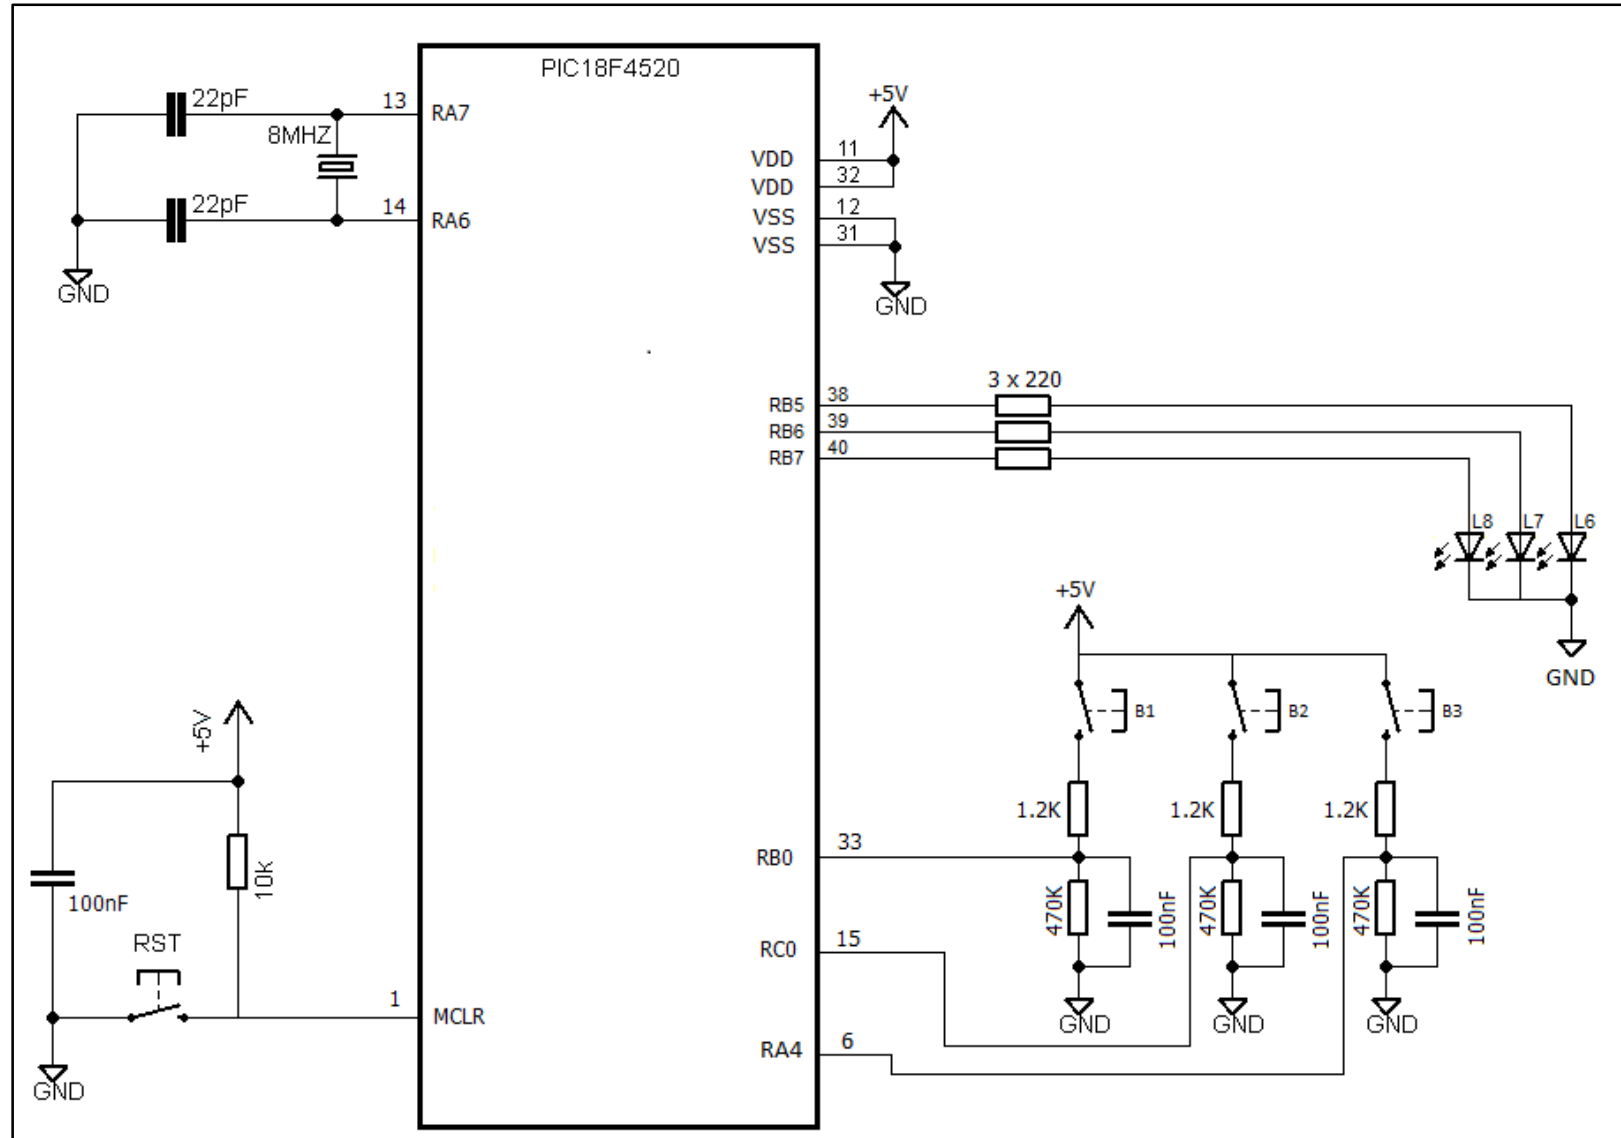 PIC18F4520
22pF
13
RA7
8MHZ
22pF
14
RA6
GND
+5V
VDD
11
VDD
32
VSS
12
VSS
31
GND
3 x 220
RB5
38
RB6
39
RB7
40
L8
L7
L6
GND
+5V
B1
B2
B3
1.2K
1.2K
1.2K
RB0
33
470K
100nF
470K
100nF
470K
100nF
RC0
15
GND
GND
GND
RA4
6
+5V
10K
100nF
RST
1
MCLR
GND